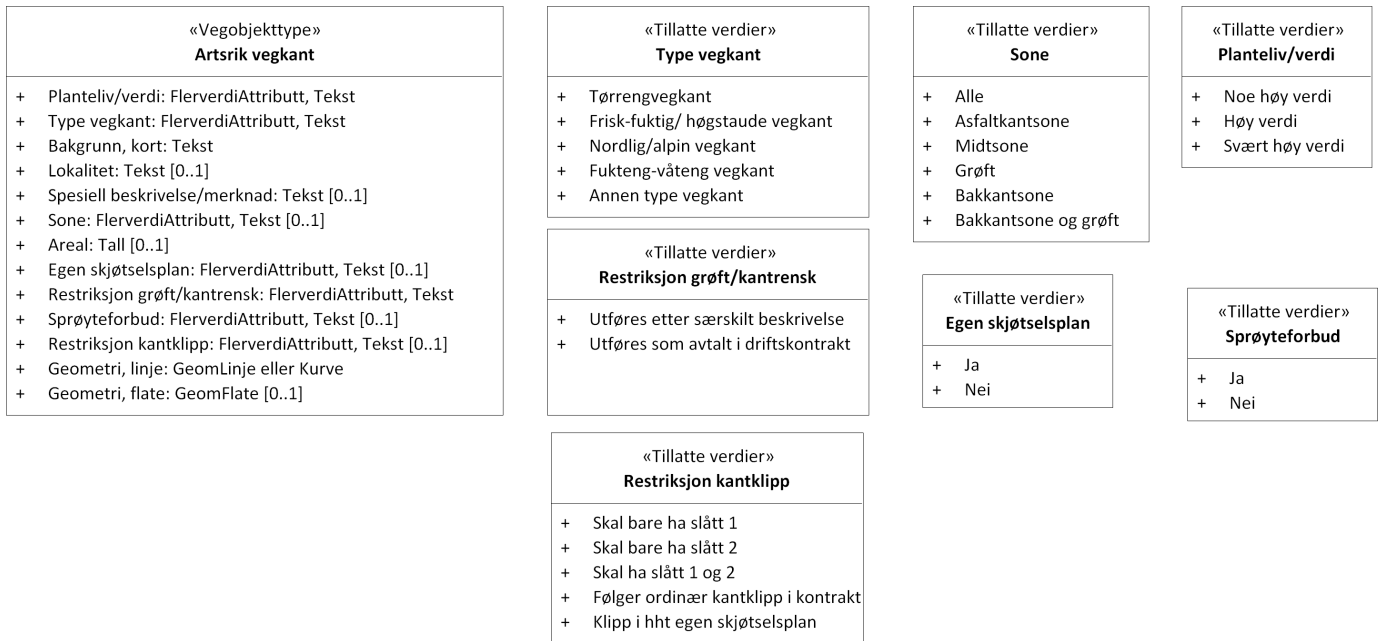 «Vegobjekttype»
Artsrik vegkant
+ Planteliv/verdi: FlerverdiAttributt, Tekst
+ Type vegkant: FlerverdiAttributt, Tekst
+ Bakgrunn, kort: Tekst
+ Lokalitet: Tekst [0..1]
+ Spesiell beskrivelse/merknad: Tekst [0..1]
+ Sone: FlerverdiAttributt, Tekst [0..1]
+ Areal: Tall [0..1]
+ Egen skjøtselsplan: FlerverdiAttributt, Tekst [0..1]
+ Restriksjon grøft/kantrensk: FlerverdiAttributt, Tekst
+ Sprøyteforbud: FlerverdiAttributt, Tekst [0..1]
+ Restriksjon kantklipp: FlerverdiAttributt, Tekst [0..1]
+ Geometri, linje: GeomLinje eller Kurve
+ Geometri, flate: GeomFlate [0..1]
«Tillatte verdier»
Type vegkant
+ Tørrengvegkant
+ Frisk-fuktig/ høgstaude vegkant
+ Nordlig/alpin vegkant
+ Fukteng-våteng vegkant
+ Annen type vegkant
«Tillatte verdier»
Sone
+ Alle
+ Asfaltkantsone
+ Midtsone
+ Grøft
+ Bakkantsone
+ Bakkantsone og grøft
«Tillatte verdier»
Planteliv/verdi
+ Noe høy verdi
+ Høy verdi
+ Svært høy verdi
«Tillatte verdier»
Restriksjon grøft/kantrensk
+ Utføres etter særskilt beskrivelse
+ Utføres som avtalt i driftskontrakt
«Tillatte verdier»
Egen skjøtselsplan
+ Ja
+ Nei
«Tillatte verdier»
Sprøyteforbud
+ Ja
+ Nei
«Tillatte verdier»
Restriksjon kantklipp
+ Skal bare ha slått 1
+ Skal bare ha slått 2
+ Skal ha slått 1 og 2
+ Følger ordinær kantklipp i kontrakt
+ Klipp i hht egen skjøtselsplan